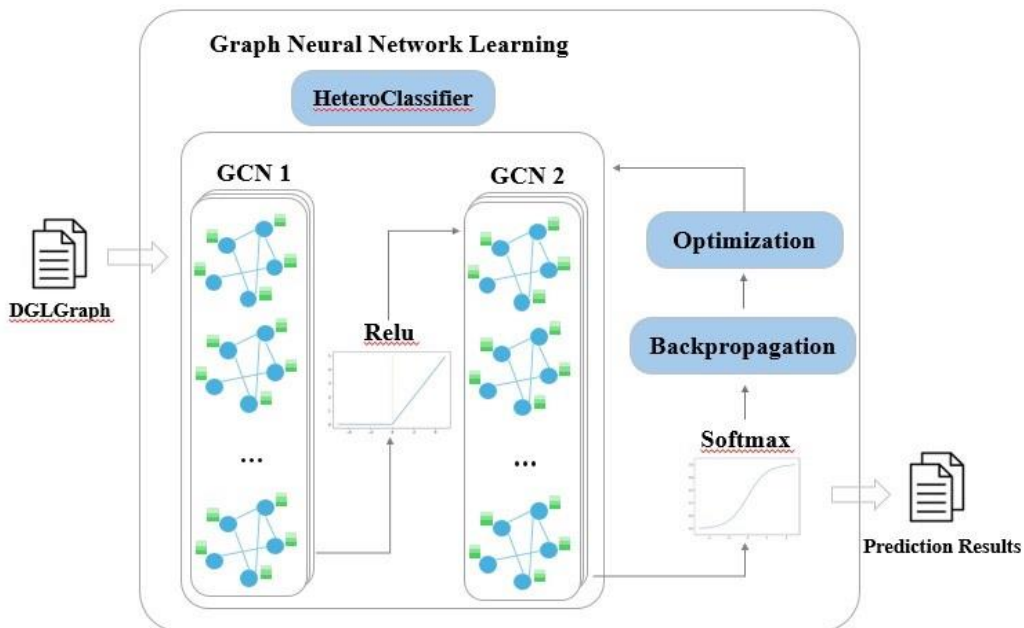 Graph Neural Network Learning
HeteroClassifier
GCN 1
GCN 2
DGLGraph
Relu
Optimization
Backpropagation
Softmax
...
...
Prediction Results